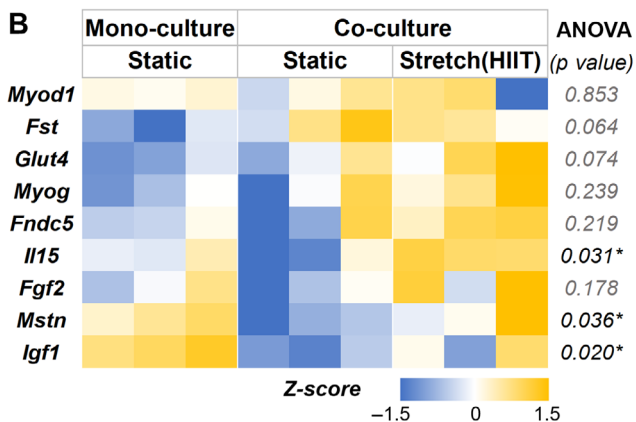 B
Mono-culture Co-culture ANOVA
Static Static Stretch(HIIT) (p value)
Myod1 0.853
Fst 0.064
Glut4 0.074
Myog 0.239
Fndc5 0.219
Il15 0.031*
Fgf2 0.178
Mstn 0.036*
Igf1 0.020*
Z-score
−1.5 0 1.5